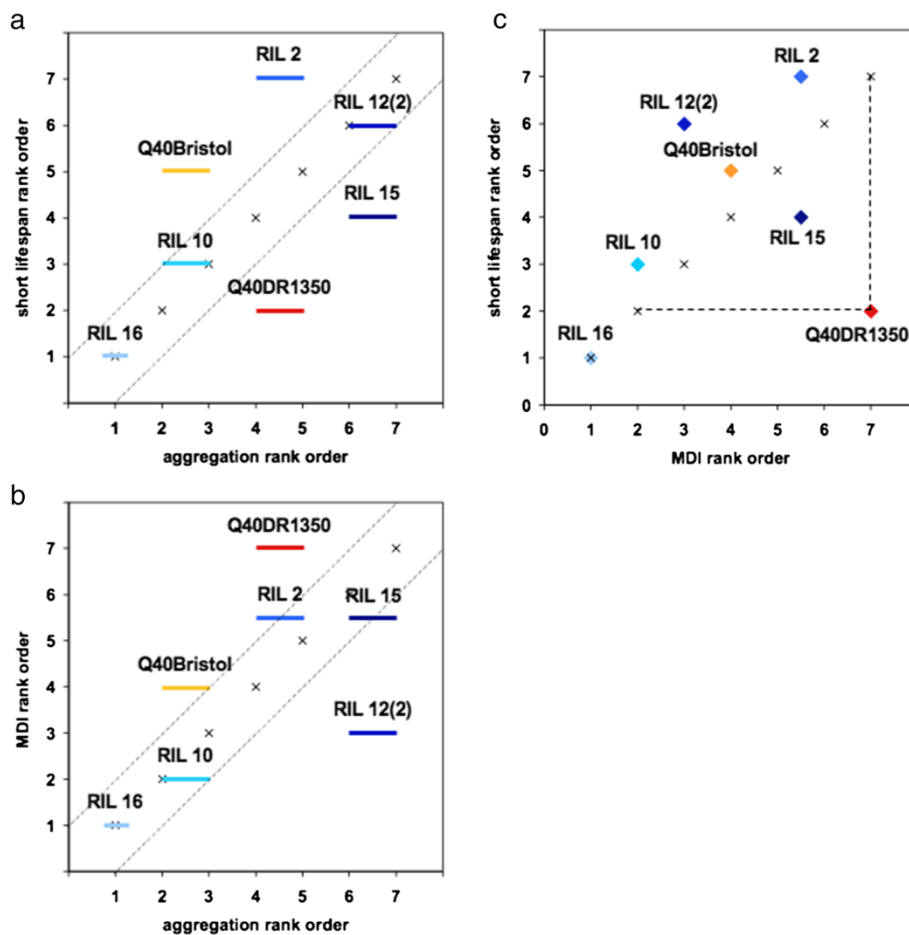 a
short lifespan rank order
7
6
5
4
3
2
1
RIL 2
RIL 12(2)
Q40Bristol
RIL 15
RIL 10
Q40DR1350
RIL 16
1 2 3 4 5 6 7
aggregation rank order
c
short lifespan rank order
7
6
5
4
3
2
1
0
RIL 2
RIL 12(2)
Q40Bristol
RIL 15
RIL 10
Q40DR1350
RIL 16
0 1 2 3 4 5 6 7
MDI rank order
b
MDI rank order
7
6
5
4
3
2
1
Q40DR1350
RIL 2
RIL 15
Q40Bristol
RIL 12(2)
RIL 10
RIL 16
1 2 3 4 5 6 7
aggregation rank order